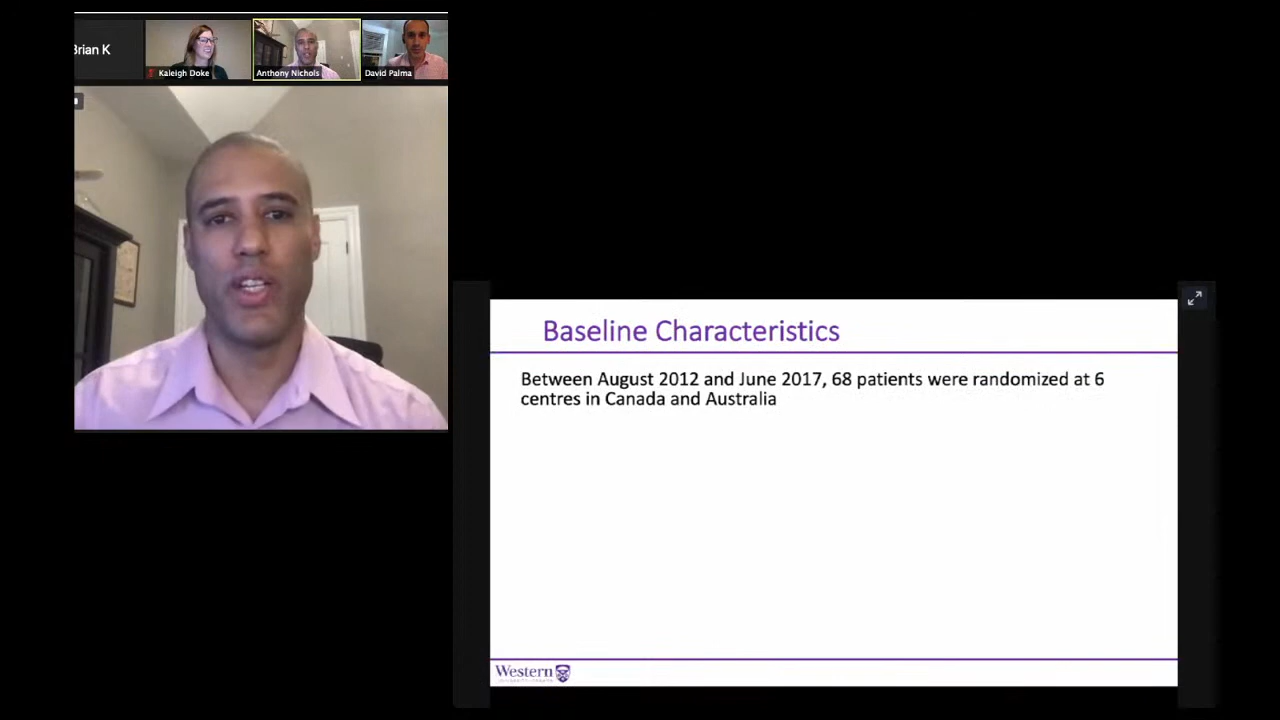 Brian K
Kaleigh Doke
Anthony Nichols
David Palma
Baseline Characteristics
Between August 2012 and June 2017, 68 patients were randomized at 6
centres in Canada and Australia
Western